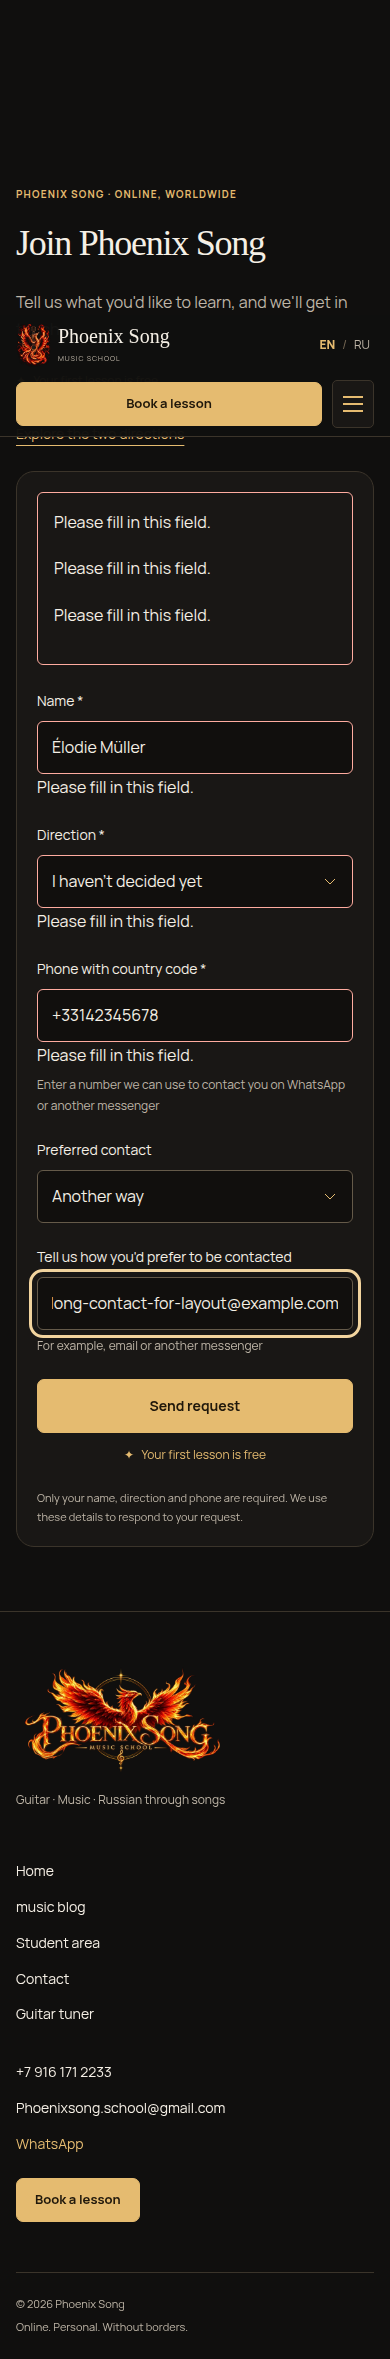 PHOENIX SONG · ONLINE, WORLDWIDE
Join Phoenix Song
Tell us what you'd like to learn, and we'll get in
Phoenix Song
MUSIC SCHOOL
EN / RU
Book a lesson
Explore the two directions
Please fill in this field.
Please fill in this field.
Please fill in this field.
Name *
Élodie Müller
Please fill in this field.
Direction *
I haven't decided yet
Please fill in this field.
Phone with country code *
+33142345678
Please fill in this field.
Enter a number we can use to contact you on WhatsApp
or another messenger
Preferred contact
Another way
Tell us how you'd prefer to be contacted
long-contact-for-layout@example.com
For example, email or another messenger
Send request
✦ Your first lesson is free
Only your name, direction and phone are required. We use
these details to respond to your request.
PHOENIX SONG
MUSIC SCHOOL
Guitar · Music · Russian through songs
Home
music blog
Student area
Contact
Guitar tuner
+7 916 171 2233
Phoenixsong.school@gmail.com
WhatsApp
Book a lesson
© 2026 Phoenix Song
Online. Personal. Without borders.